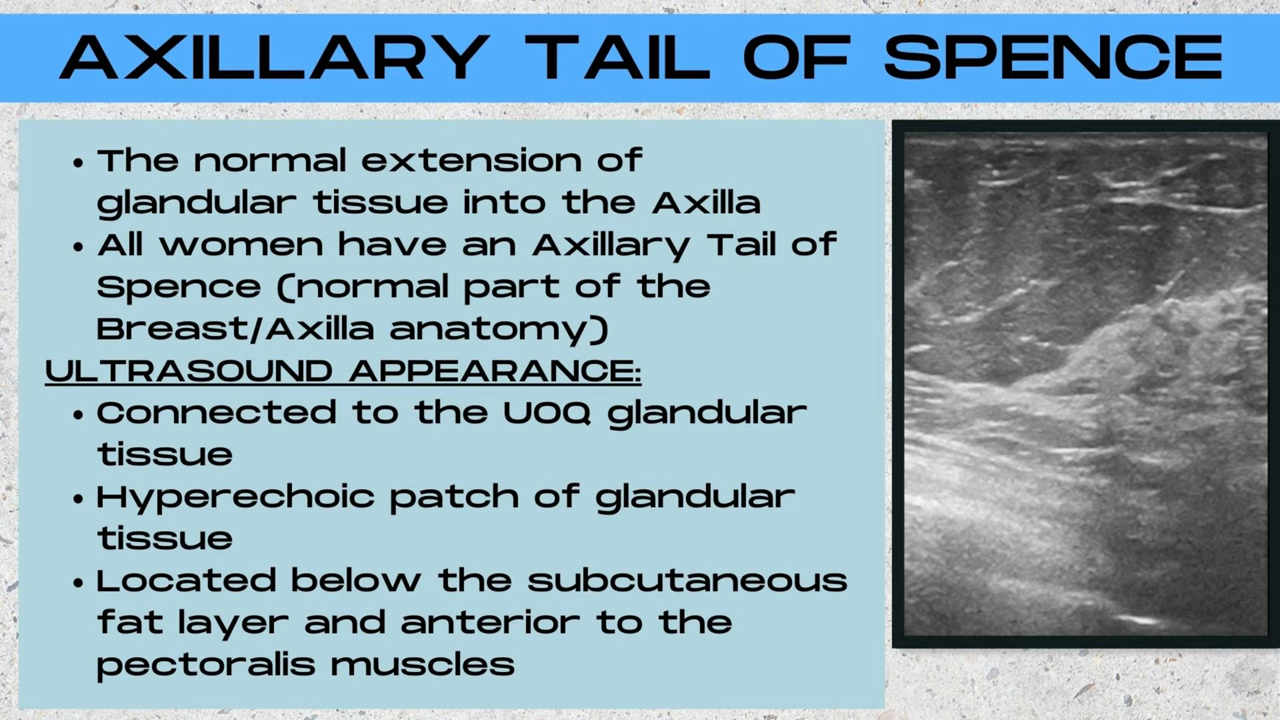 AXILLARY TAIL OF SPENCE
• The normal extension of
glandular tissue into the Axilla
• All women have an Axillary Tail of
Spence (normal part of the
Breast/Axilla anatomy)
ULTRASOUND APPEARANCE:
• Connected to the UOQ glandular
tissue
• Hyperechoic patch of glandular
tissue
• Located below the subcutaneous
fat layer and anterior to the
pectoralis muscles